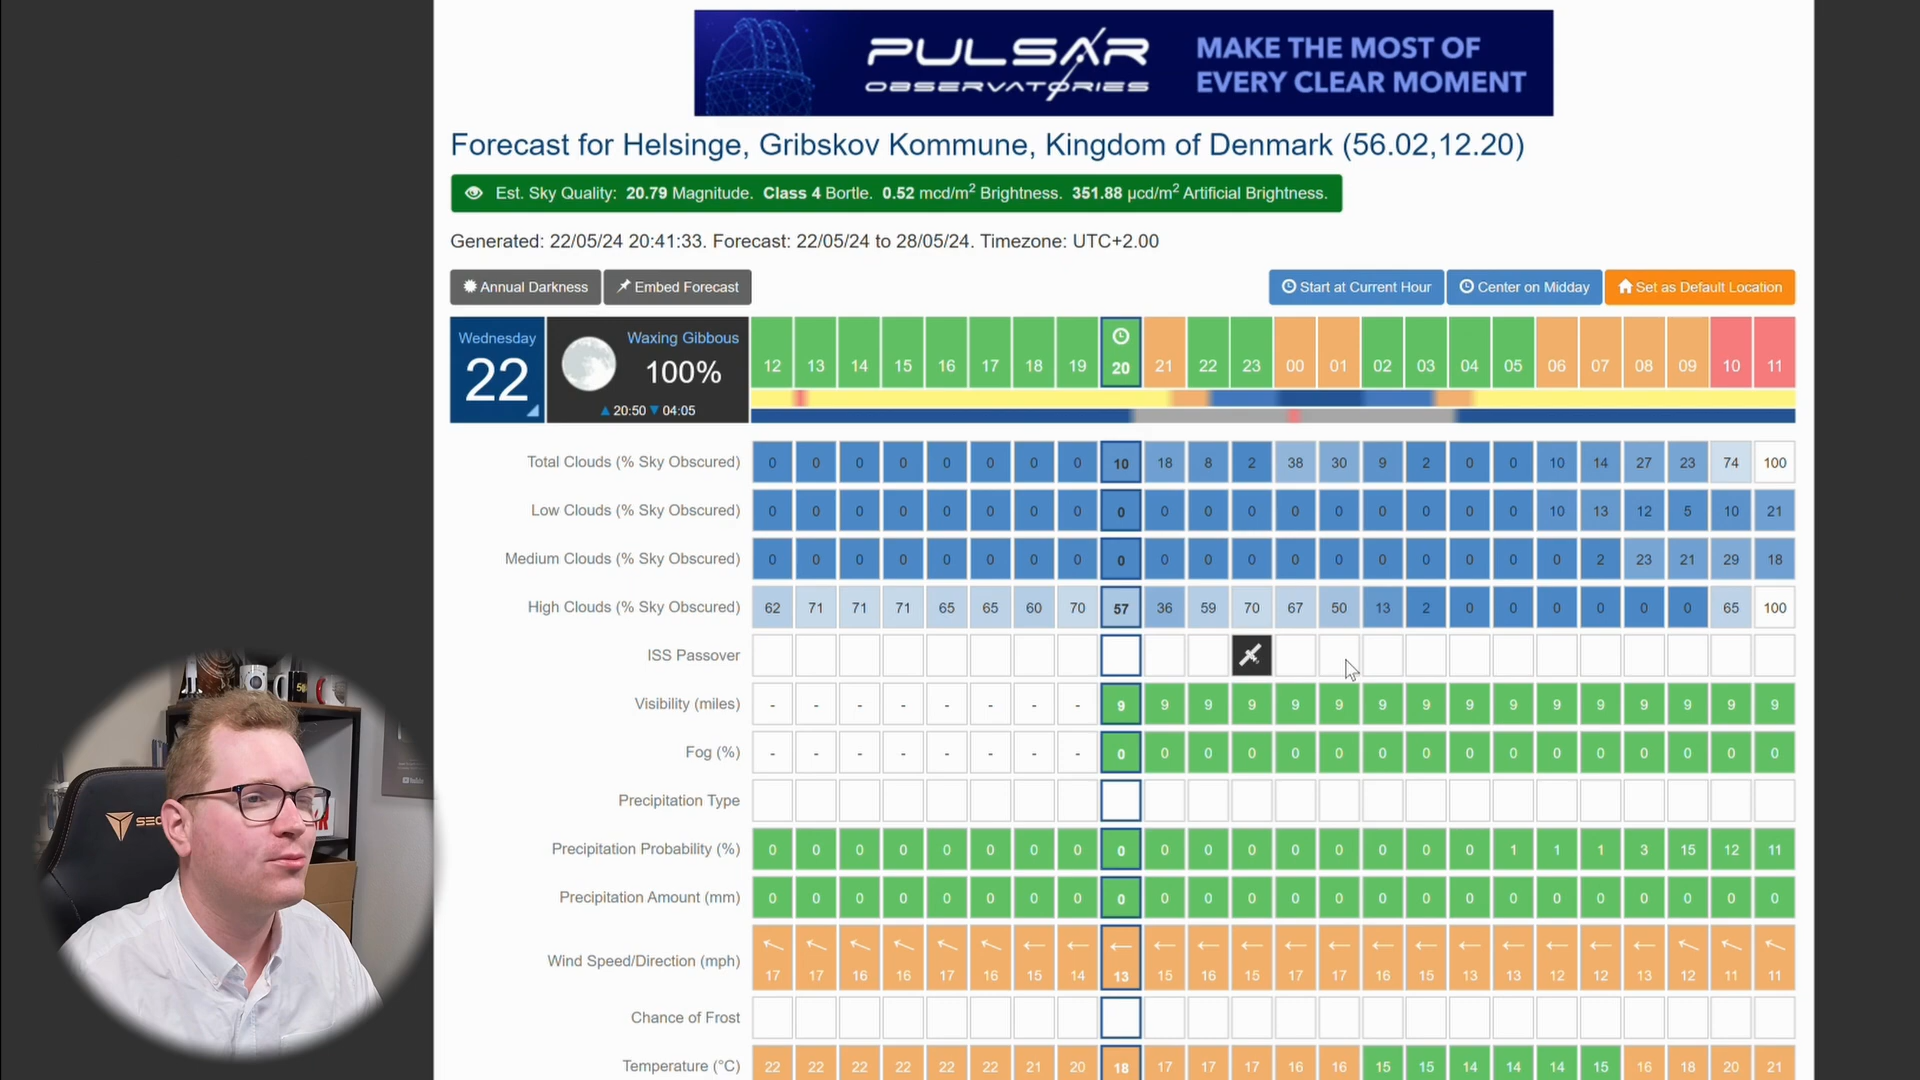 PULSAR
OBSERVATORIES
MAKE THE MOST OF
EVERY CLEAR MOMENT
Forecast for Helsinge, Gribskov Kommune, Kingdom of Denmark (56.02,12.20)
Est. Sky Quality: 20.79 Magnitude. Class 4 Bortle. 0.52 mcd/m² Brightness. 351.88 μcd/m² Artificial Brightness.
Generated: 22/05/24 20:41:33. Forecast: 22/05/24 to 28/05/24. Timezone: UTC+2.00
Annual Darkness Embed Forecast Start at Current Hour Center on Midday Set as Default Location
Wednesday
22
Waxing Gibbous
100%
20:50 04:05
12 13 14 15 16 17 18 19 20 21 22 23 00 01 02 03 04 05 06 07 08 09 10 11
Total Clouds (% Sky Obscured) 0 0 0 0 0 0 0 0 10 18 8 2 38 30 9 2 0 0 10 14 27 23 74 100
Low Clouds (% Sky Obscured) 0 0 0 0 0 0 0 0 0 0 0 0 0 0 0 0 0 0 10 13 12 5 10 21
Medium Clouds (% Sky Obscured) 0 0 0 0 0 0 0 0 0 0 0 0 0 0 0 0 0 0 0 2 23 21 29 18
High Clouds (% Sky Obscured) 62 71 71 71 65 65 60 70 57 36 59 70 67 50 13 2 0 0 0 0 0 0 65 100
ISS Passover
Visibility (miles) - - - - - - - - 9 9 9 9 9 9 9 9 9 9 9 9 9 9 9 9
Fog (%) - - - - - - - - 0 0 0 0 0 0 0 0 0 0 0 0 0 0 0 0
Precipitation Type
Precipitation Probability (%) 0 0 0 0 0 0 0 0 0 0 0 0 0 0 0 0 0 1 1 1 3 15 12 11
Precipitation Amount (mm) 0 0 0 0 0 0 0 0 0 0 0 0 0 0 0 0 0 0 0 0 0 0 0 0
Wind Speed/Direction (mph) 17 17 16 16 17 16 15 14 13 15 16 15 17 17 16 15 13 13 12 12 13 12 11 11
Chance of Frost
Temperature (°C) 22 22 22 22 22 22 21 20 18 17 17 17 16 16 15 15 14 14 14 15 16 18 20 21
SEC
YouTube